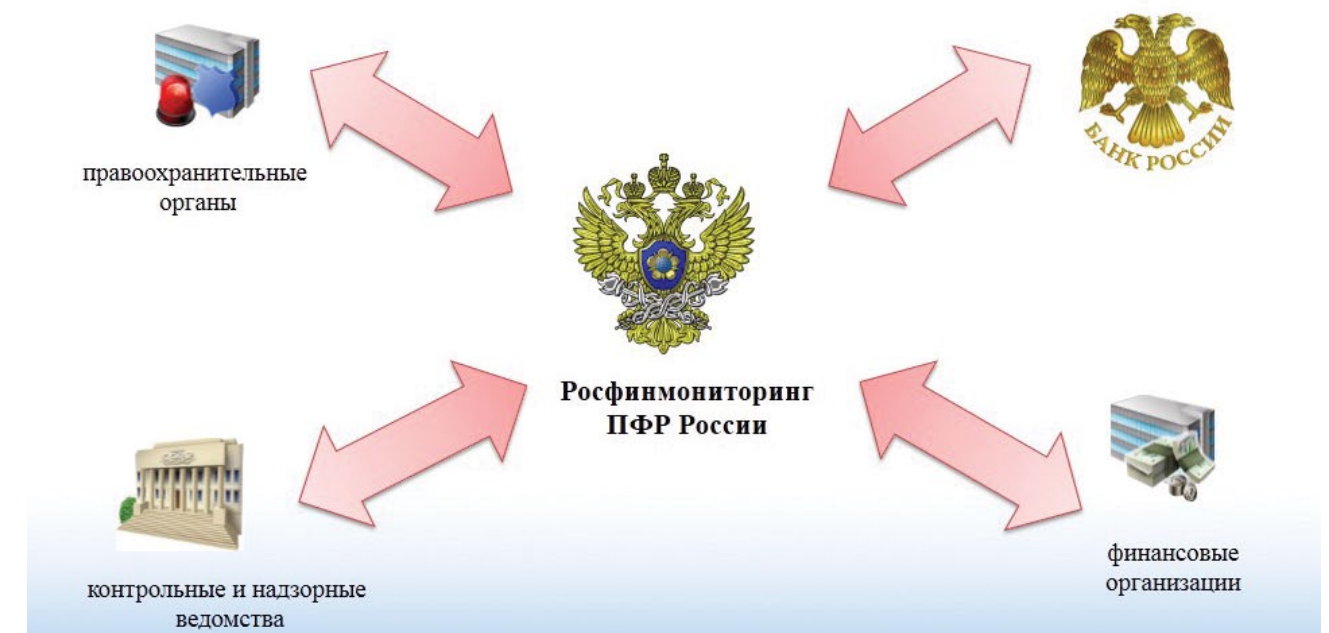 БАНК РОССИИ
правоохранительные
органы
Росфинмониторинг
ПФР России
контрольные и надзорные
ведомства
финансовые
организации